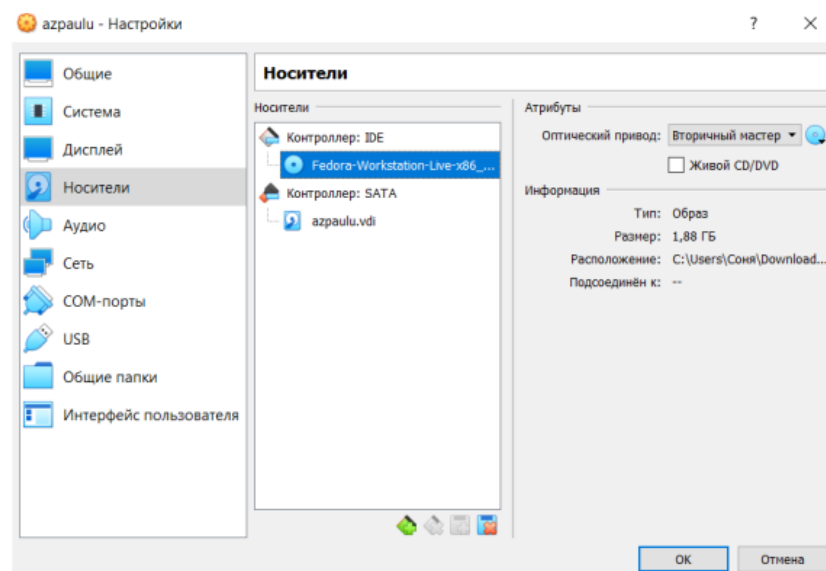 azpaulu - Настройки
?
Общие
Система
Дисплей
Носители
Аудио
Сеть
COM-порты
USB
Общие папки
Интерфейс пользователя
Носители
Носители
Контроллер: IDE
Fedora-Workstation-Live-x86_...
Контроллер: SATA
azpaulu.vdi
Атрибуты
Оптический привод: Вторичный мастер
Живой CD/DVD
Информация
Тип: Образ
Размер: 1,88 ГБ
Расположение: C:\Users\Соня\Download...
Подсоединён к: --
OK
Отмена